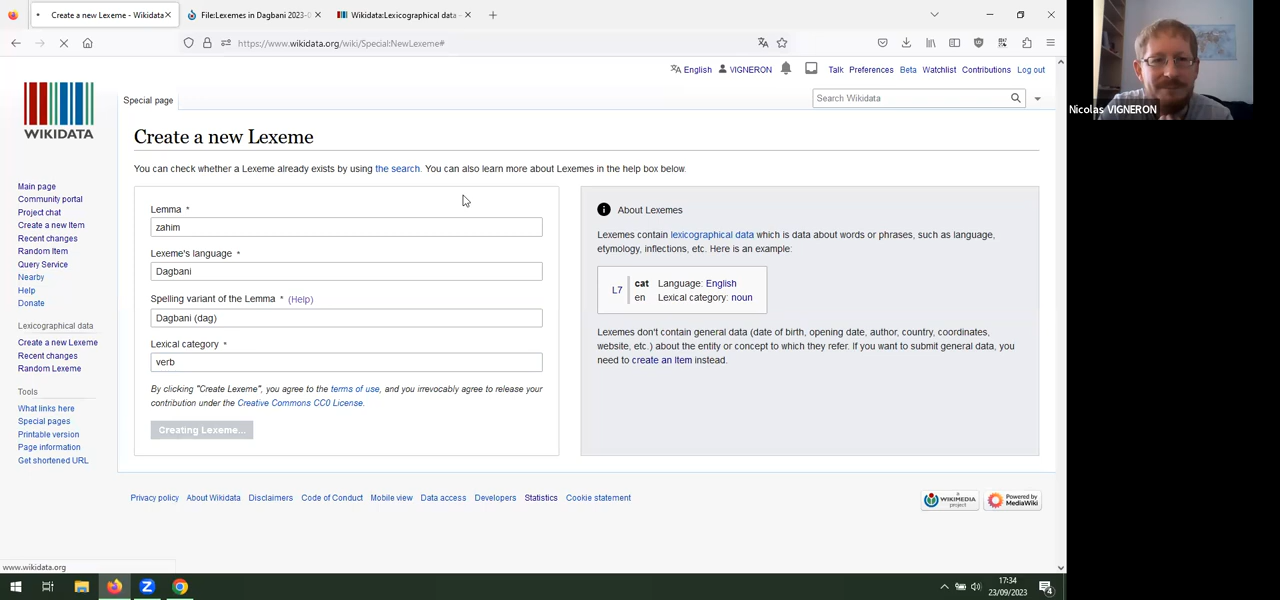 Create a new Lexeme - Wikidata
File:Lexemes in Dagbani 2023-0
Wikidata:Lexicographical data –
https://www.wikidata.org/wiki/Special:NewLexeme#
English VIGNERON Talk Preferences Beta Watchlist Contributions Log out
Special page
Search Wikidata
WIKIDATA
Nicolas VIGNERON
Create a new Lexeme
You can check whether a Lexeme already exists by using the search. You can also learn more about Lexemes in the help box below.
Main page
Community portal
Project chat
Create a new Item
Recent changes
Random Item
Query Service
Nearby
Help
Donate
Lexicographical data
Create a new Lexeme
Recent changes
Random Lexeme
Tools
What links here
Special pages
Printable version
Page information
Get shortened URL
Lemma *
zahim
Lexeme's language *
Dagbani
Spelling variant of the Lemma * (Help)
Dagbani (dag)
Lexical category *
verb
By clicking "Create Lexeme", you agree to the terms of use, and you irrevocably agree to release your
contribution under the Creative Commons CC0 License.
Creating Lexeme...
About Lexemes
Lexemes contain lexicographical data which is data about words or phrases, such as language,
etymology, inflections, etc. Here is an example:
L7
cat Language: English
en Lexical category: noun
Lexemes don't contain general data (date of birth, opening date, author, country, coordinates,
website, etc.) about the entity or concept to which they refer. If you want to submit general data, you
need to create an Item instead.
Privacy policy About Wikidata Disclaimers Code of Conduct Mobile view Data access Developers Statistics Cookie statement
A WIKIMEDIA project
Powered by MediaWiki
www.wikidata.org
17:34
23/09/2023
4